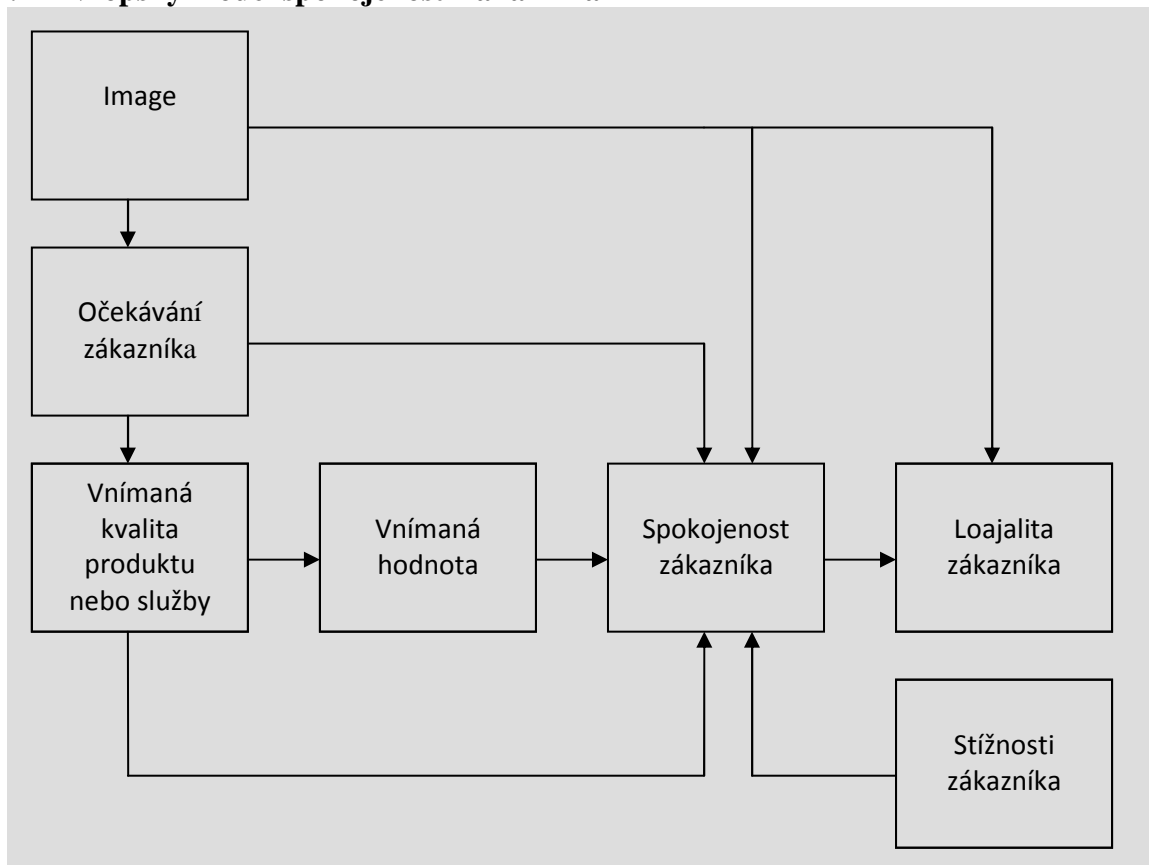 Image
Očekávání
zákazníka
Vnímaná
kvalita
produktu
nebo služby
Vnímaná
hodnota
Spokojenost
zákazníka
Loajalita
zákazníka
Stížnosti
zákazníka